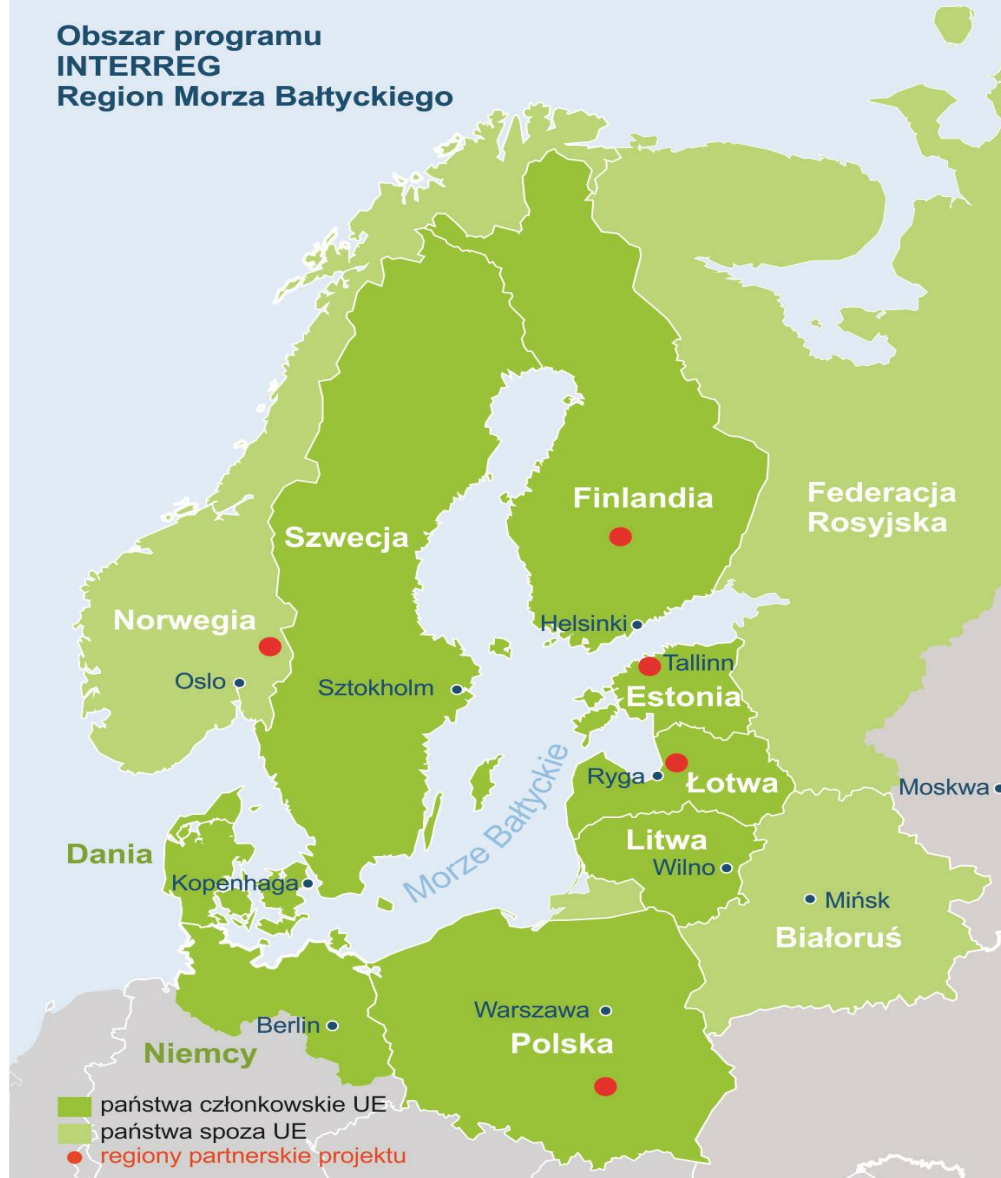 Obszar programu
INTERREG
Region Morza Bałtyckiego
Finlandia
Federacja
Rosyjska
Szwecja
Norwegia
Helsinki
Tallinn
Oslo
Sztokholm
Estonia
Morze Bałtyckie
Ryga
Łotwa
Moskwa
Litwa
Dania
Wilno
Kopenhaga
Mińsk
Białoruś
Warszawa
Berlin
Polska
Niemcy
państwa członkowskie UE
państwa spoza UE
regiony partnerskie projektu